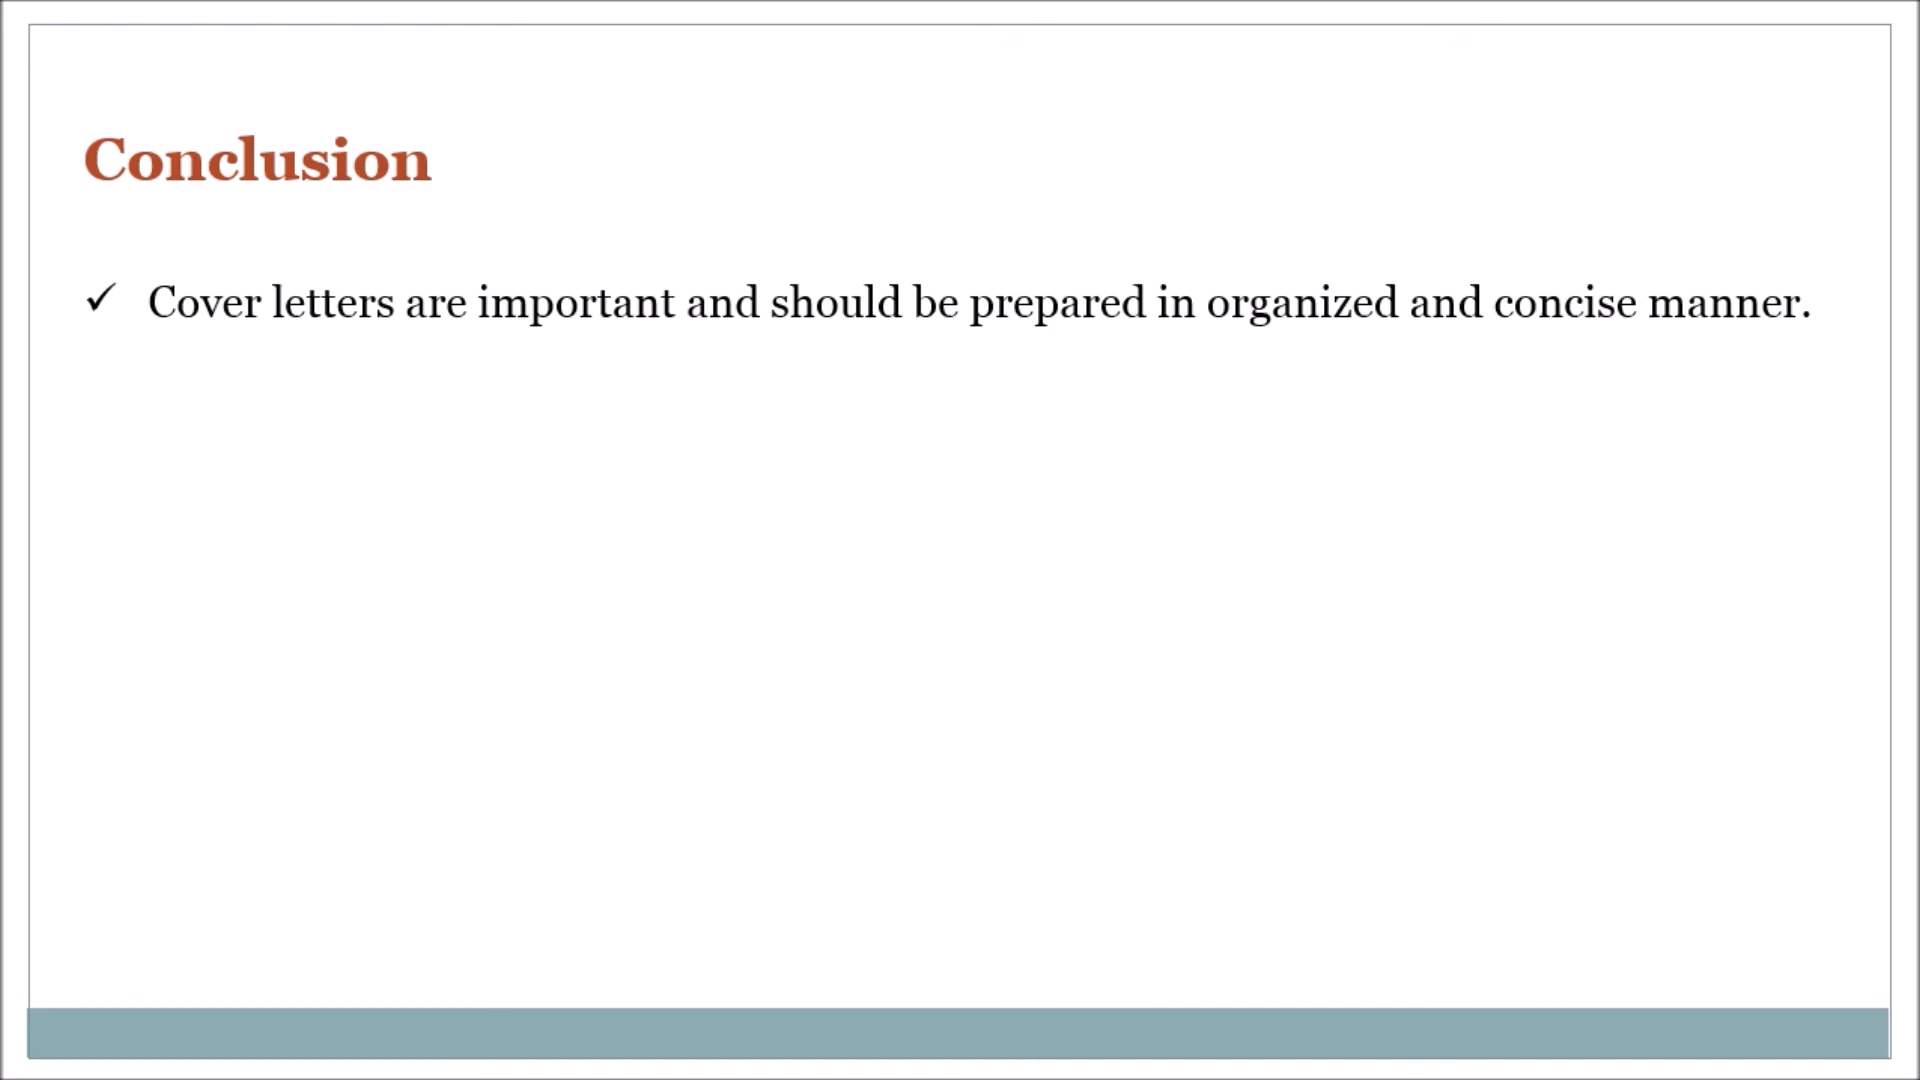 Conclusion
✓ Cover letters are important and should be prepared in organized and concise manner.